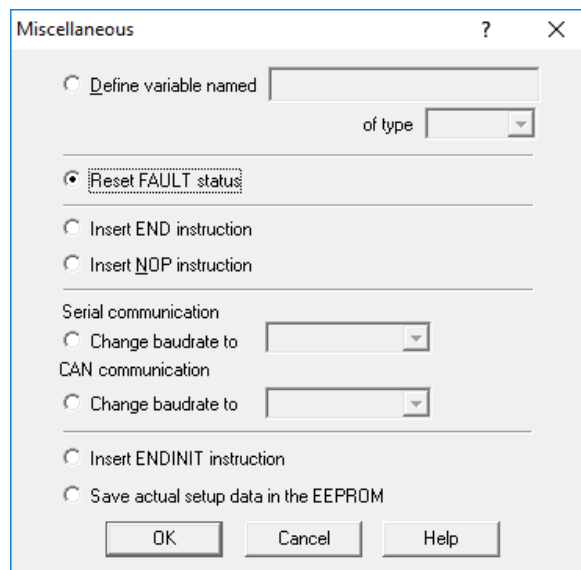 Miscellaneous ?
Define variable named
of type
Reset FAULT status
Insert END instruction
Insert NOP instruction
Serial communication
Change baudrate to
CAN communication
Change baudrate to
Insert ENDINIT instruction
Save actual setup data in the EEPROM
OK Cancel Help